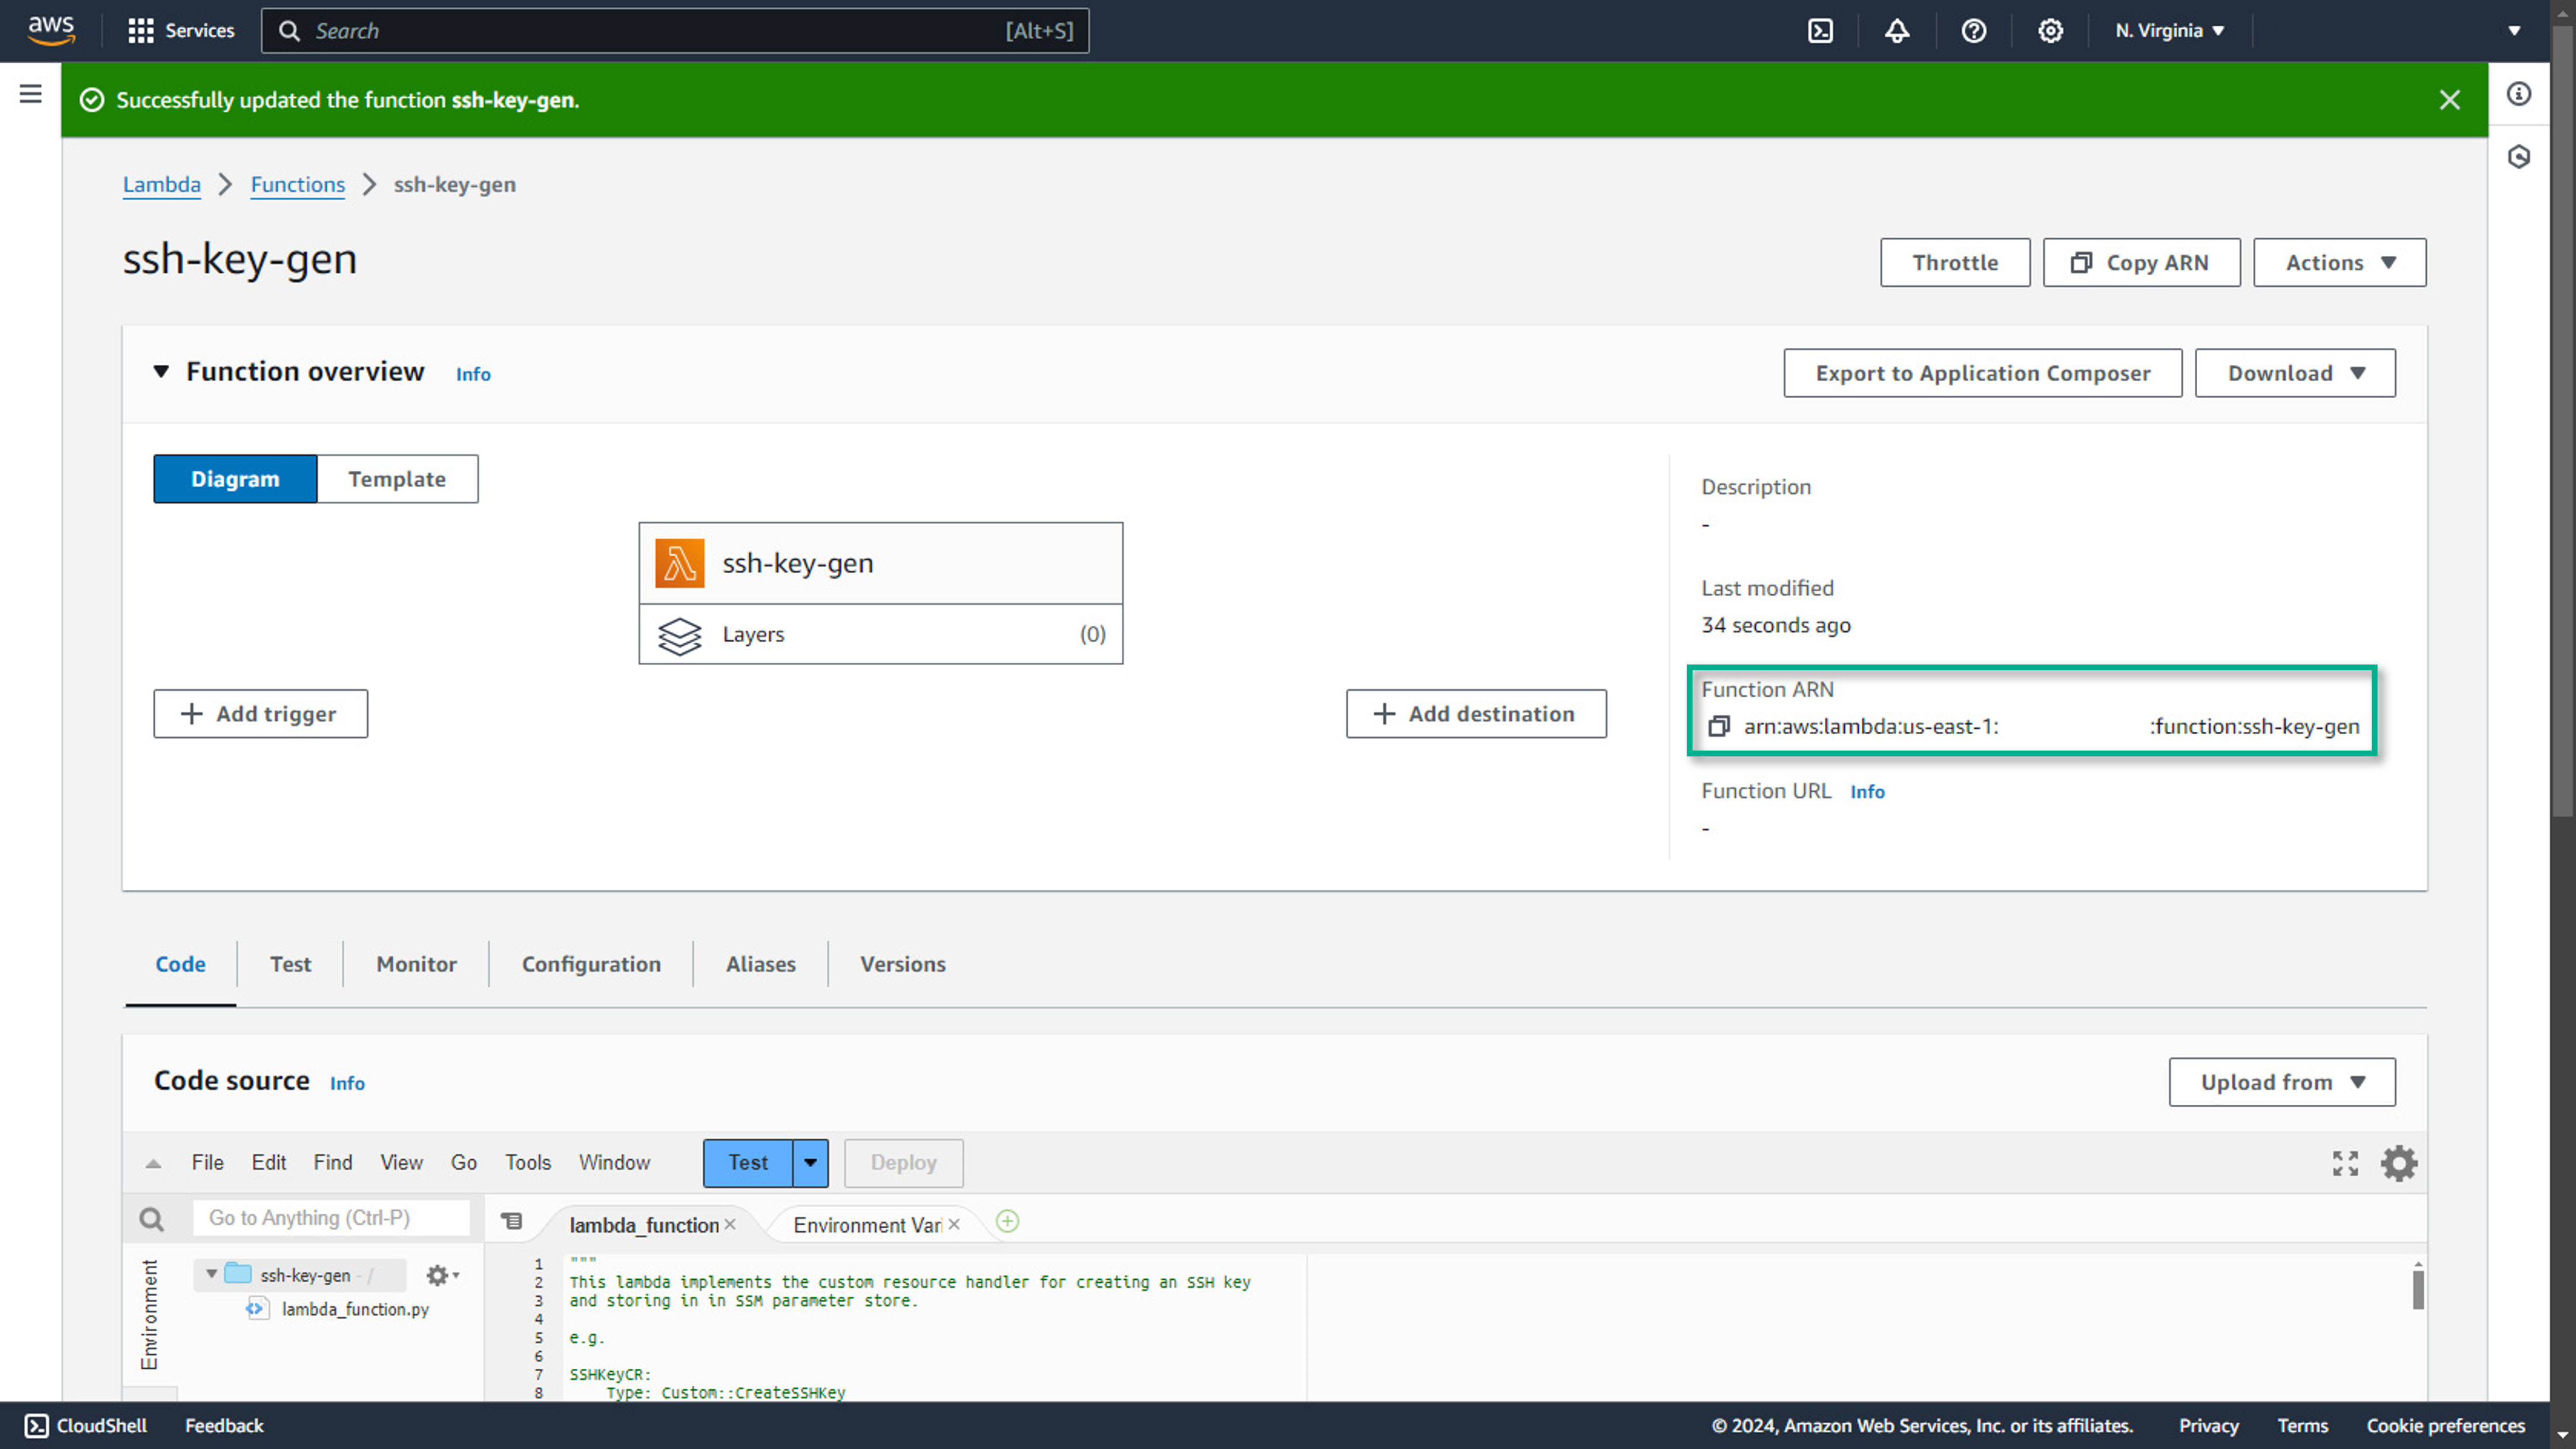 aws
Services
Search
[Alt+S]
N. Virginia
Successfully updated the function ssh-key-gen.
Lambda
Functions
ssh-key-gen
ssh-key-gen
Throttle
Copy ARN
Actions
Function overview
Info
Export to Application Composer
Download
Diagram
Template
ssh-key-gen
Layers
(0)
Add trigger
Add destination
Description
-
Last modified
34 seconds ago
Function ARN
arn:aws:lambda:us-east-1: :function:ssh-key-gen
Function URL
Info
-
Code
Test
Monitor
Configuration
Aliases
Versions
Code source
Info
Upload from
File
Edit
Find
View
Go
Tools
Window
Test
Deploy
Go to Anything (Ctrl-P)
lambda_function
Environment Var
Environment
ssh-key-gen - /
lambda_function.py
1 """
2 This lambda implements the custom resource handler for creating an SSH key
3 and storing in in SSM parameter store.
4
5 e.g.
6
7 SSHKeyCR:
8 Type: Custom::CreateSSHKey
CloudShell
Feedback
© 2024, Amazon Web Services, Inc. or its affiliates.
Privacy
Terms
Cookie preferences